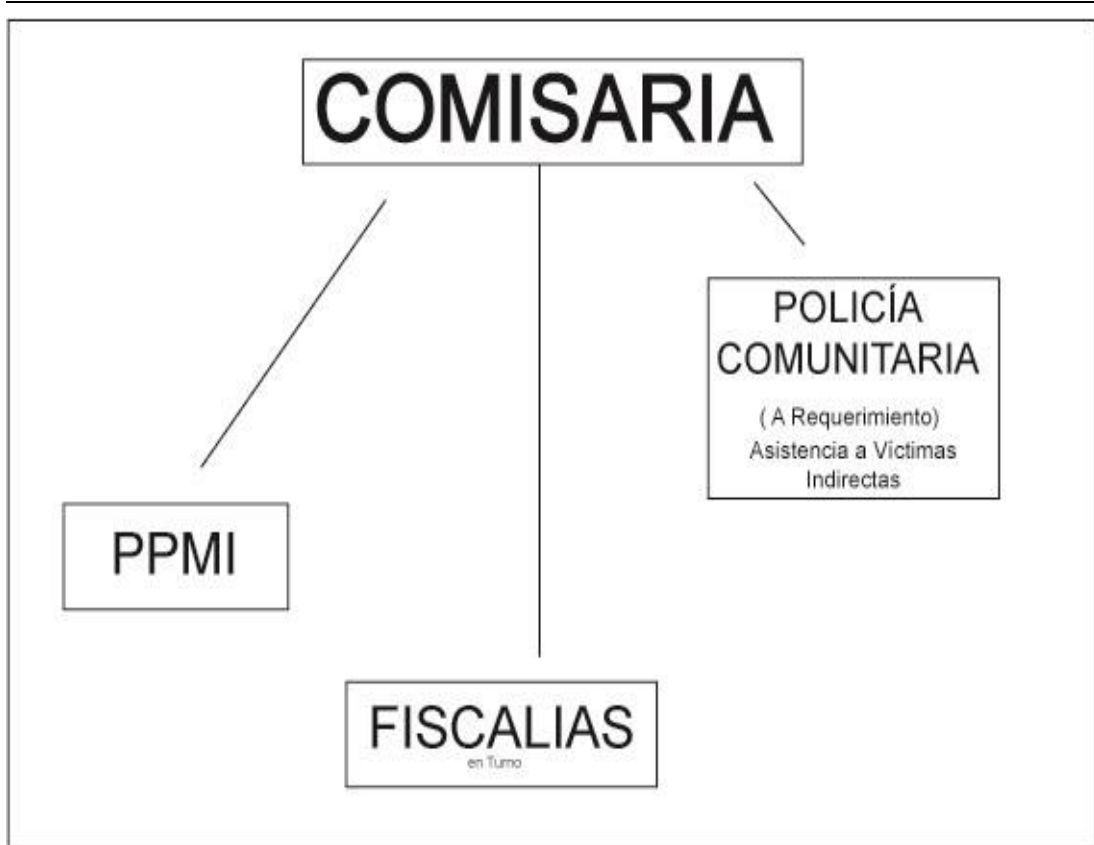 COMISARIA
POLICÍA
COMUNITARIA
( A Requerimiento)
Asistencia a Victimas
Indirectas
PPMI
FISCALIAS
en Turno